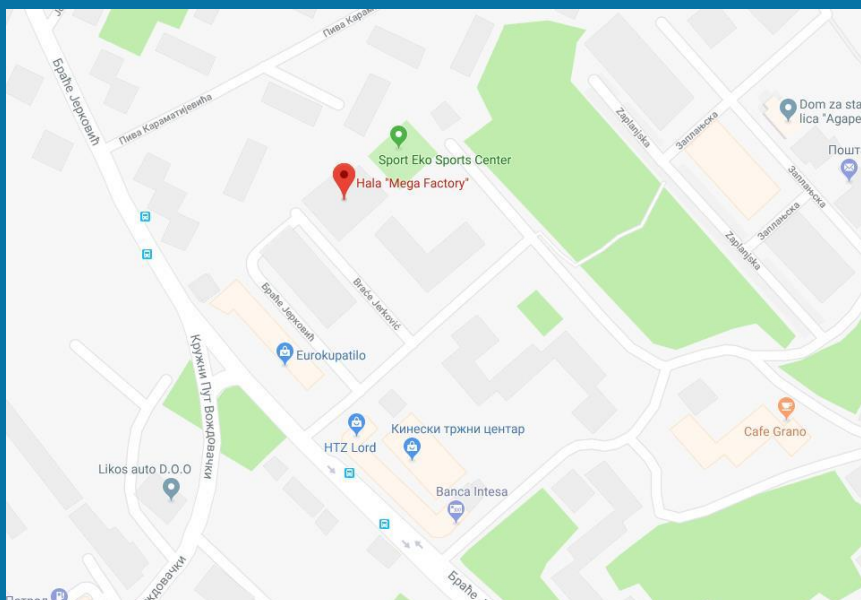 Пива Караматијевића
Браће Јерковић
Пива Караматијевића
Sport Eko Sports Center
Hala "Mega Factory"
Zaplanjska
Заплањска
Dom za sta
lica "Agape
Пошт
Заплањска
Заплањска
Zaplanjska
Браће Јерковић
Braće Jerković
Eurokupatilo
Кружни Пут Вождовачки
HTZ Lord
Кинески тржни центар
Cafe Grano
Likos auto D.O.O
Banca Intesa
ждовачки
Браће